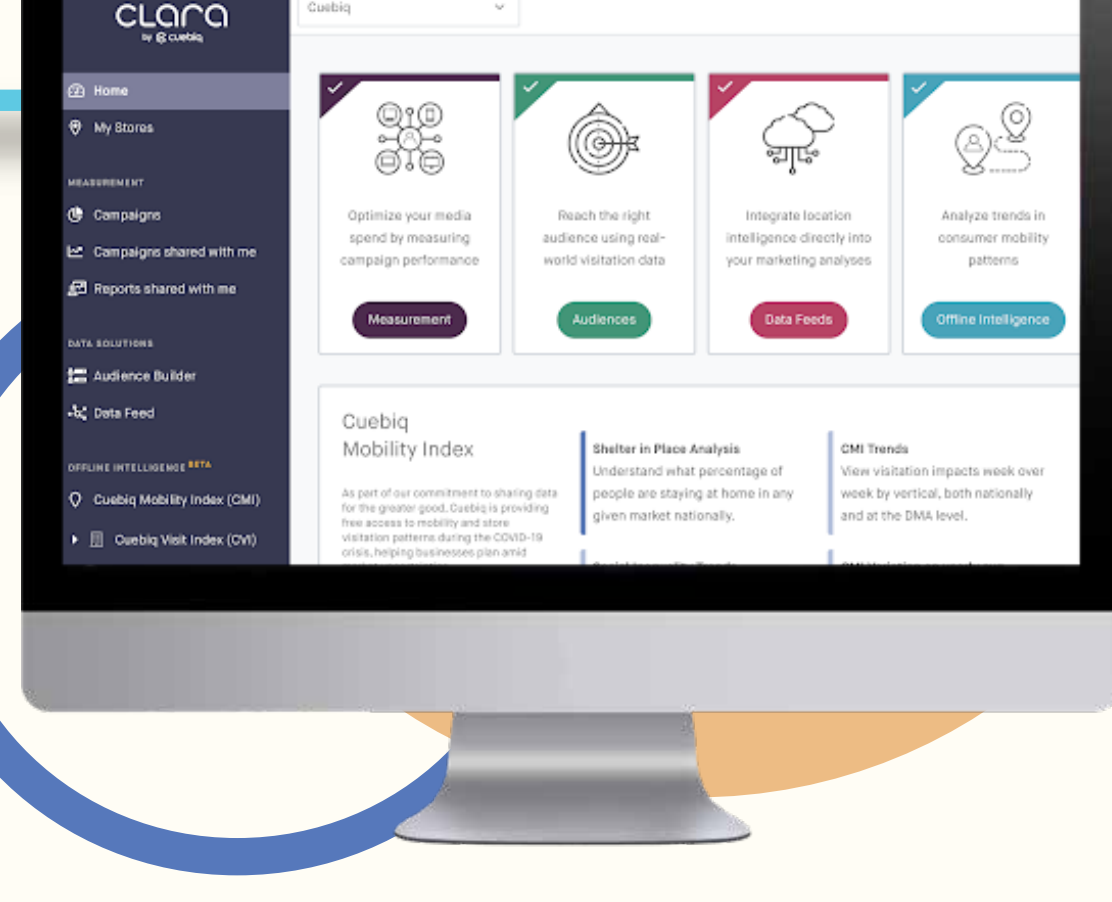 CLARA
by cuebiq
Cuebiq
Home
My Stores
MEASUREMENT
Campaigns
Campaigns shared with me
Reports shared with me
DATA SOLUTIONS
Audience Builder
Data Feed
OFFLINE INTELLIGENCE BETA
Cuebiq Mobility Index (CMI)
Cuebiq Visit Index (CVI)
Optimize your media
spend by measuring
campaign performance
Measurement
Reach the right
audience using real-
world visitation data
Audiences
Integrate location
intelligence directly into
your marketing analyses
Data Feeds
Analyze trends in
consumer mobility
patterns
Offline Intelligence
Cuebiq
Mobility Index
As part of our commitment to sharing data
for the greater good, Cuebiq is providing
free access to mobility and store
visitation patterns during the COVID-19
crisis, helping businesses plan amid
Shelter in Place Analysis
Understand what percentage of
people are staying at home in any
given market nationally.
CMI Trends
View visitation impacts week over
week by vertical, both nationally
and at the DMA level.